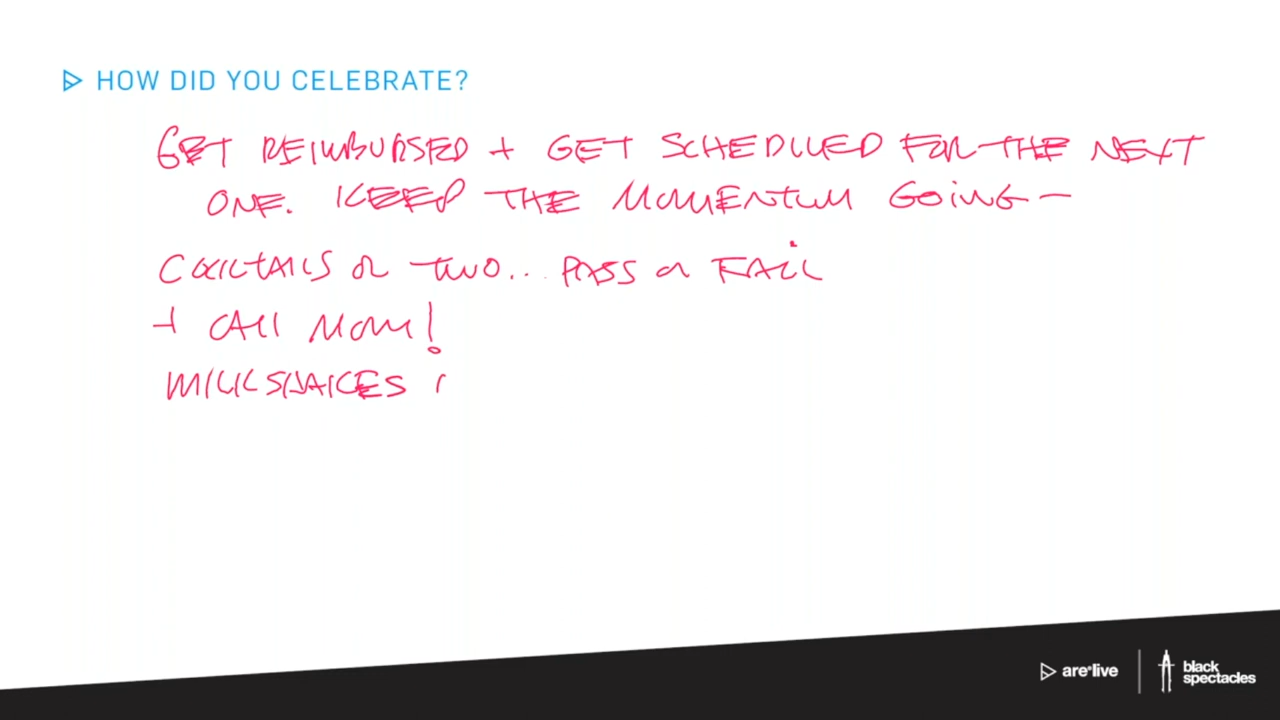 HOW DID YOU CELEBRATE?
GET REIMBURSED + GET SCHEDULED FOR THE NEXT
ONE. KEEP THE MOMENTUM GOING —
COCKTAILS OR TWO... PASS OR FAIL
+ CALL MOM!
MILKSHAKES
are live
black
spectacles